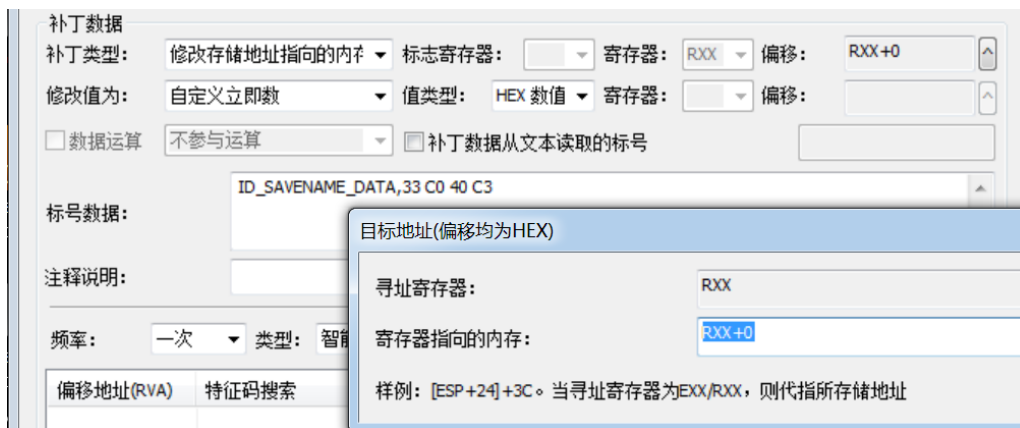 补丁数据
补丁类型: 修改存储地址指向的内存 标志寄存器: 寄存器: RXX 偏移: RXX+0
修改值为: 自定义立即数 值类型: HEX 数值 寄存器: 偏移:
数据运算 不参与运算 补丁数据从文本读取的标号
标号数据: ID_SAVENAME_DATA,33 C0 40 C3
目标地址(偏移均为HEX)
注释说明:
寻址寄存器: RXX
频率: 一次 类型: 智能
寄存器指向的内存: RXX+0
偏移地址(RVA) 特征码搜索
样例: [ESP+24]+3C。当寻址寄存器为EXX/RXX，则代指所存储地址